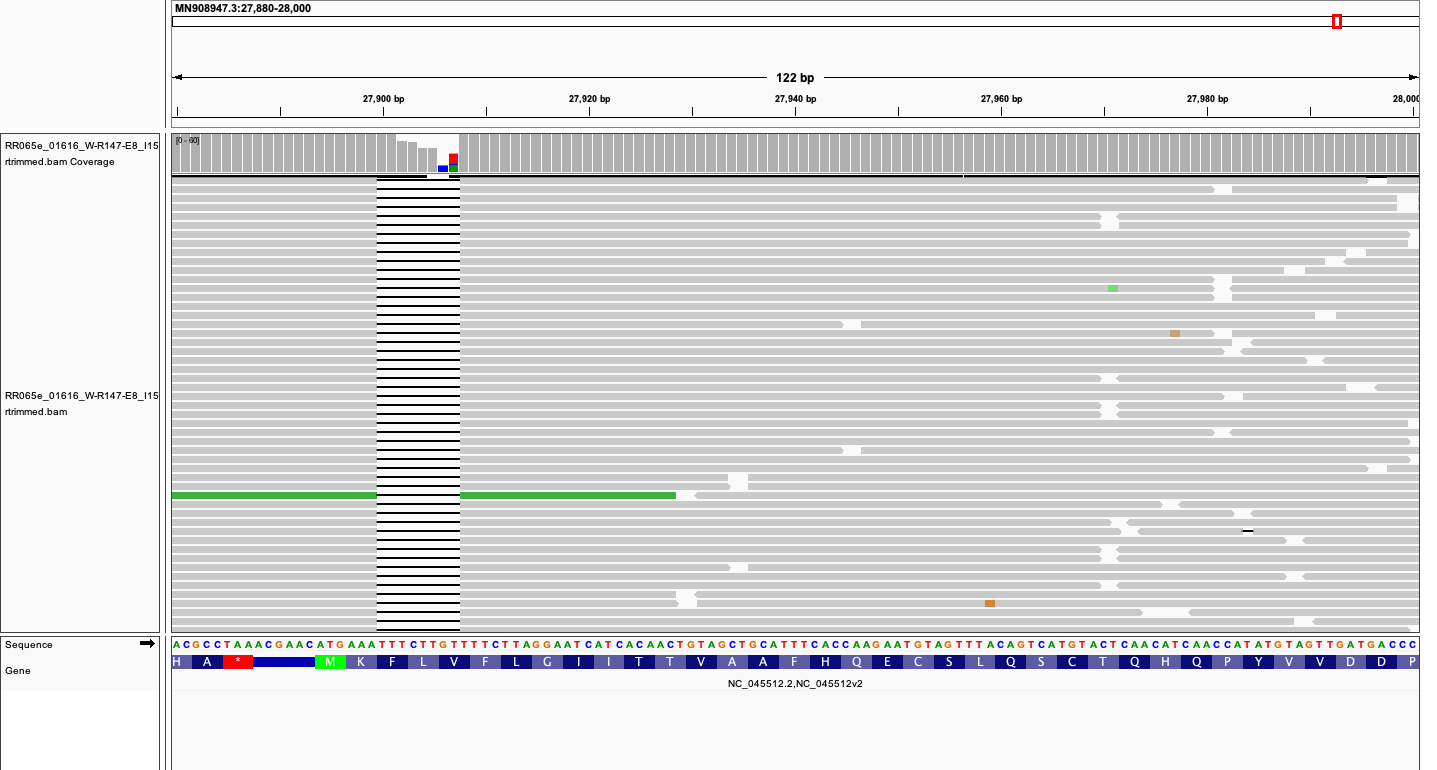 MN908947.3:27,880-28,000
122 bp
27,900 bp 27,920 bp 27,940 bp 27,960 bp 27,980 bp 28,000
RR065e_01616_W-R147-E8_I15 [0 - 60]
rtrimmed.bam Coverage
RR065e_01616_W-R147-E8_I15
rtrimmed.bam
Sequence ACGCCTAAACGAACATGAAATTTCTTGTTTTCTTAGGAATCATCACAACTGTAGCTGCATTTCACCAAGAATGTAGTTTACAGTCATGTACTCAACATCAACCATATGTAGTTGATGACCC
Gene H A * M K F L V F L G I I T T V A A F H Q E C S L Q S C T Q H Q P Y V V D D P
NC_045512.2,NC_045512v2